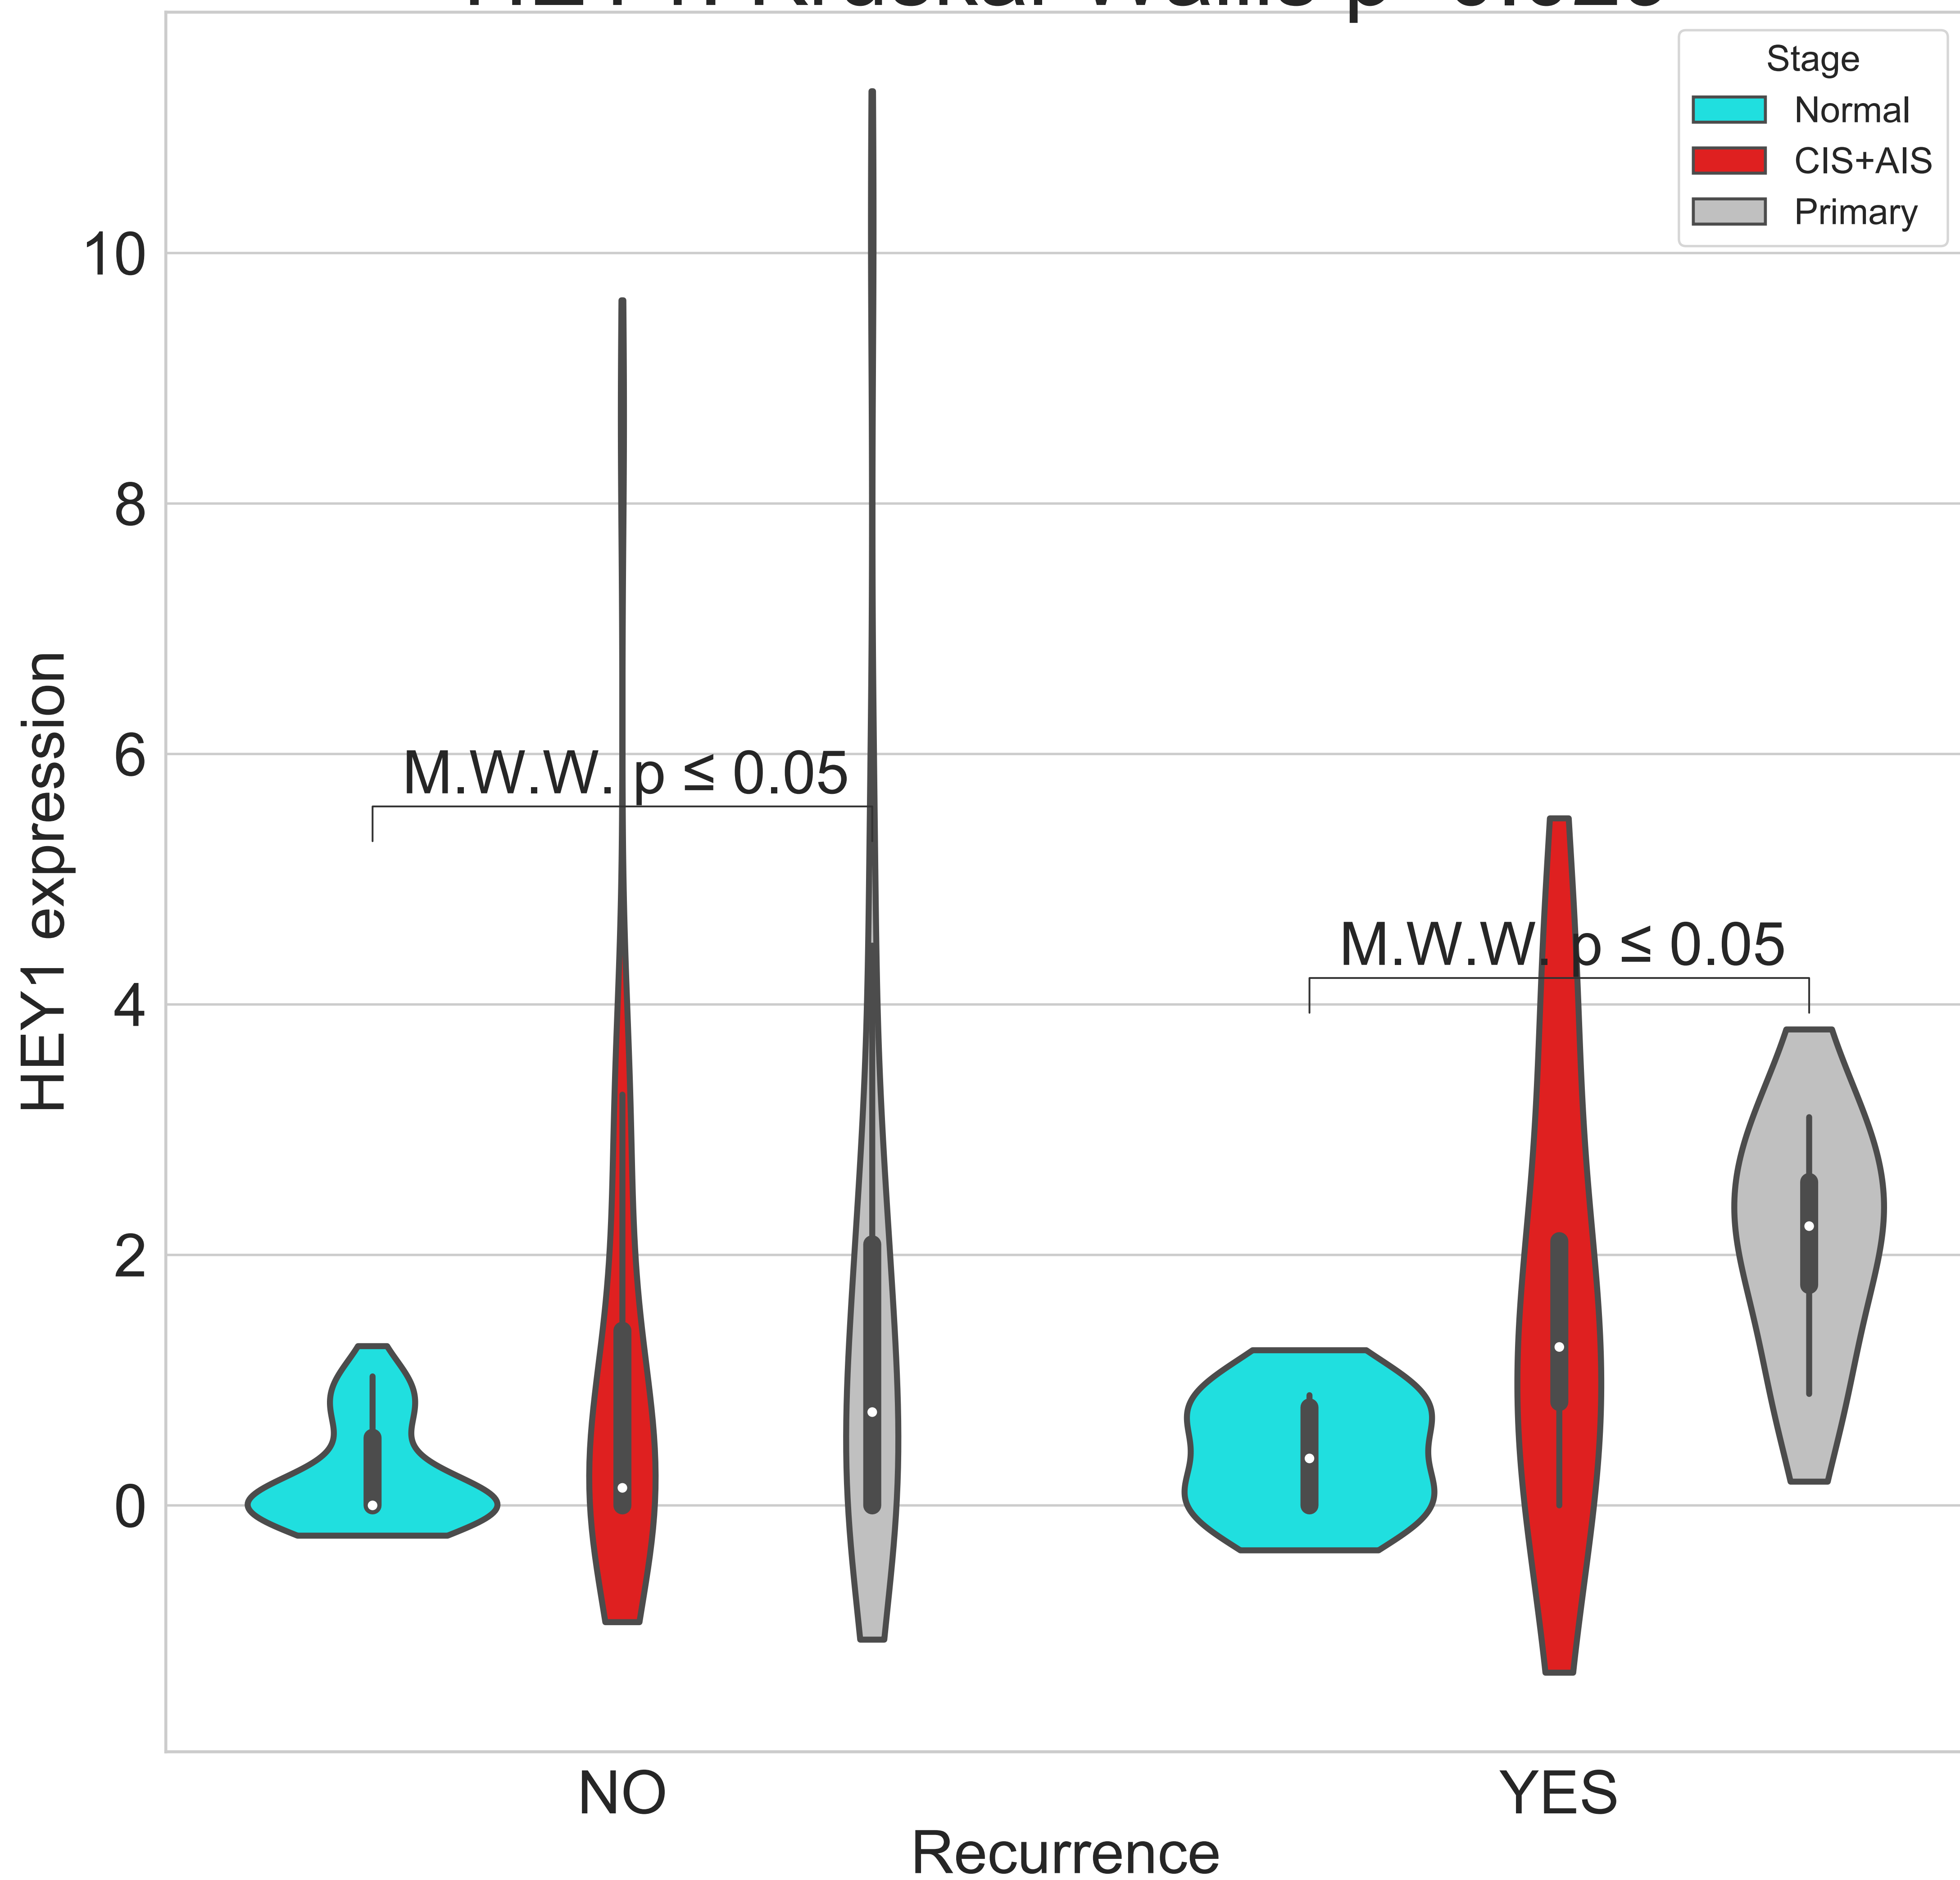 Stage
Normal
CIS+AIS
Primary
10
8
6
4
2
0
HEY1 expression
M.W.W. p ≤ 0.05
M.W.W. p ≤ 0.05
NO
YES
Recurrence